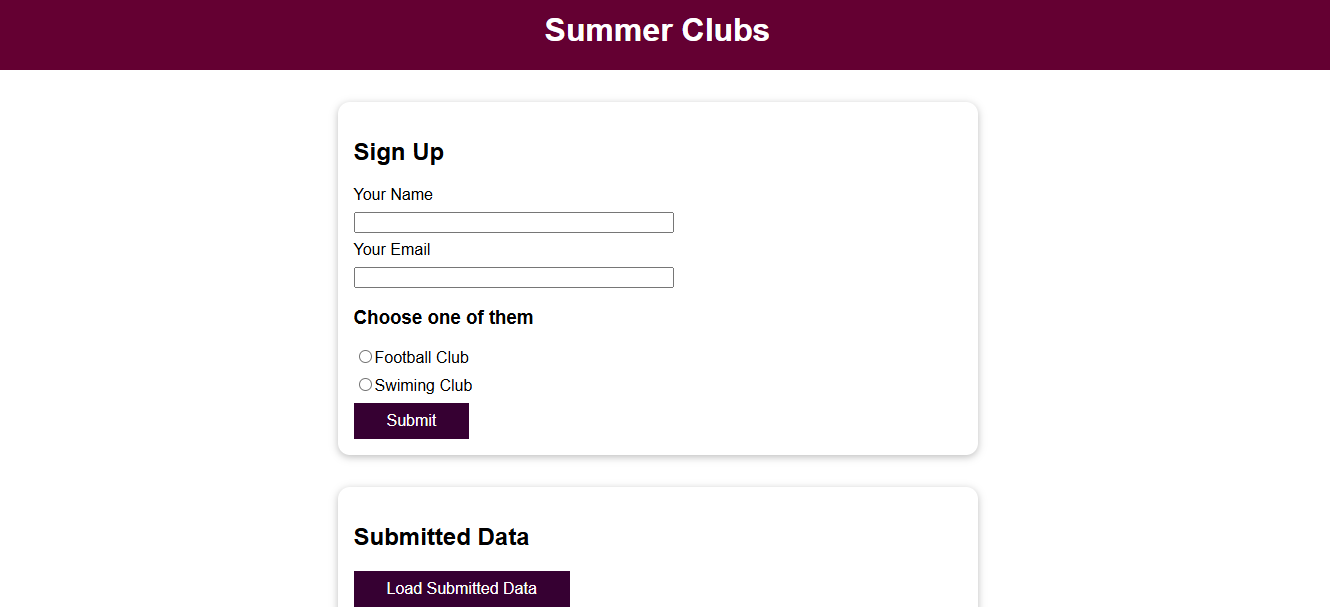 Summer Clubs
Sign Up
Your Name
Your Email
Choose one of them
Football Club
Swiming Club
Submit
Submitted Data
Load Submitted Data